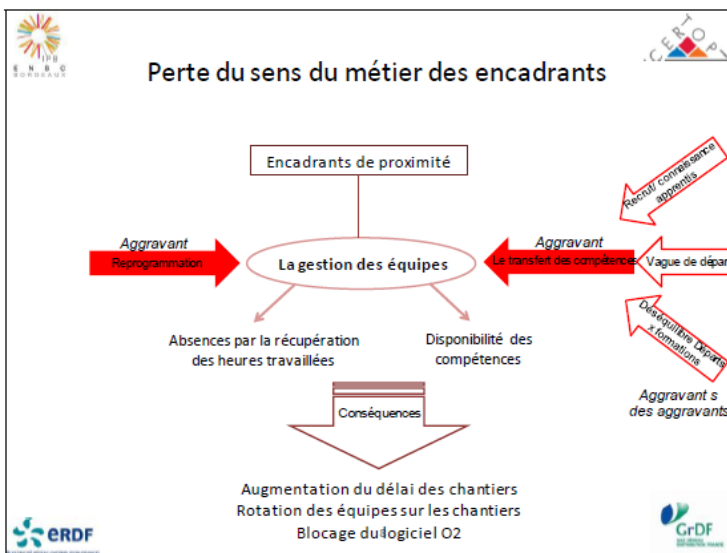 IPB
ENBC
BORDEAUX
CERTOP
Perte du sens du métier des encadrants
Encadrants de proximité
Recrut/ connaissance
apprentis
Aggravant
Reprogrammation
La gestion des équipes
Aggravant
Le transfert des compétences
Vague de dépar
Absences par la récupération
des heures travaillées
Disponibilité des
compétences
Déséquilibre Départs
x formations
Aggravant s
des aggravants
Conséquences
Augmentation du délai des chantiers
Rotation des équipes sur les chantiers
Blocage du logiciel O2
eRDF
GrDF